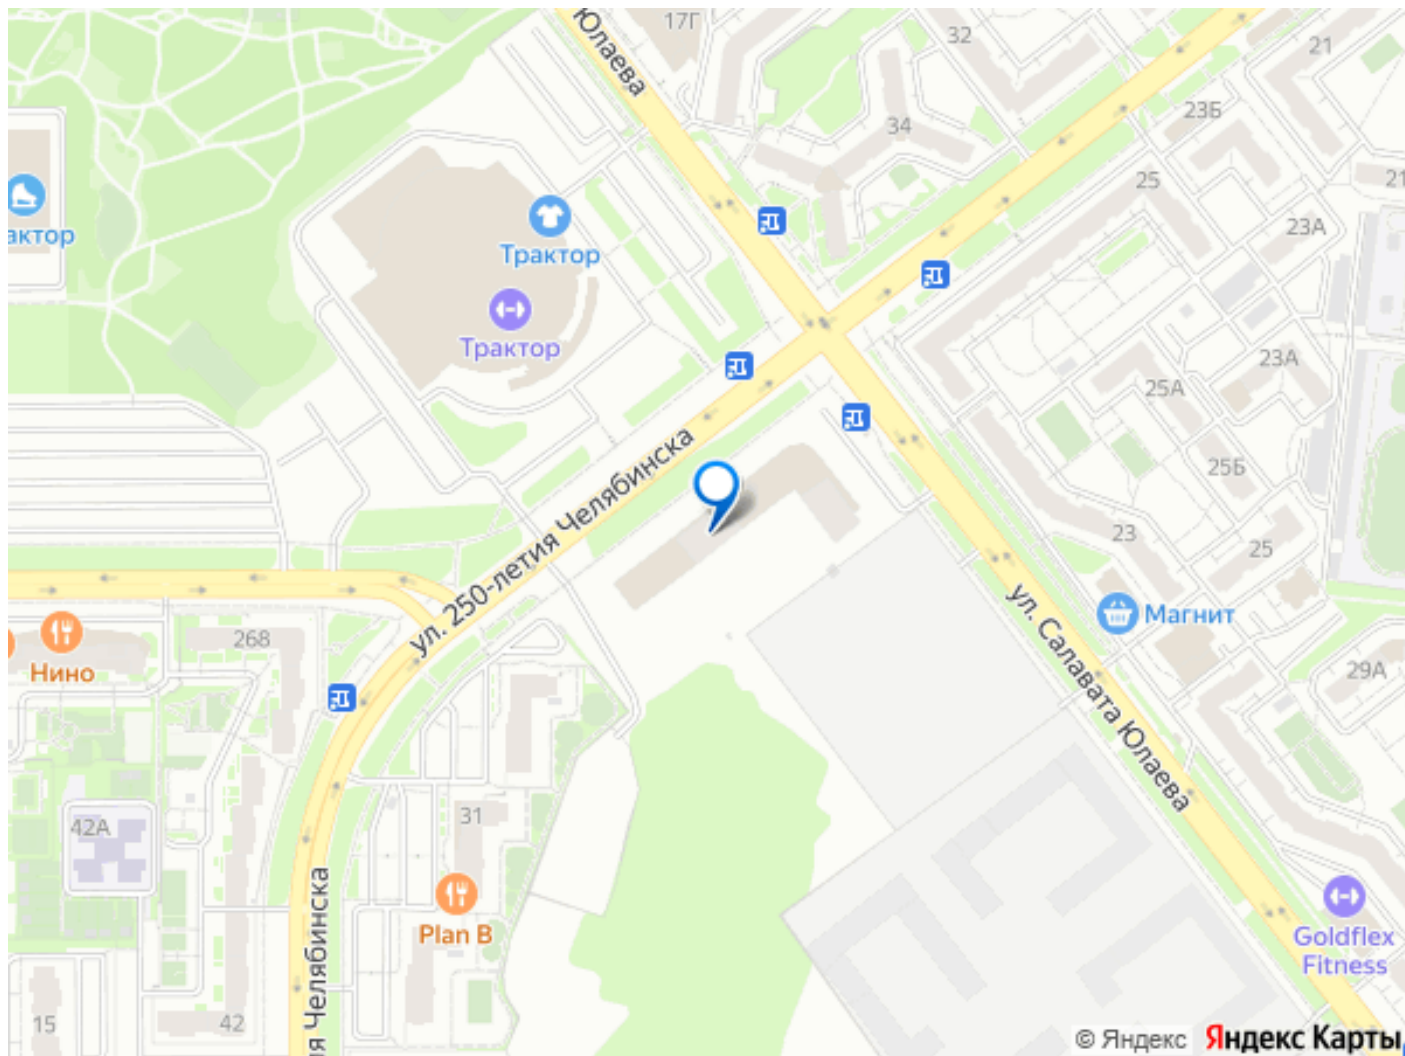 17Г
Юлаева
32
21
34
23Б
25
21
23А
актор
Трактор
Трактор
23А
25А
25Б
ул. 250-летия Челябинска
23
25
ул. Салавата Юлаева
Магнит
268
Нино
29А
31
42А
Plan B
я Челябинска
Goldflex
Fitness
15
42
© Яндекс Яндекс Карты